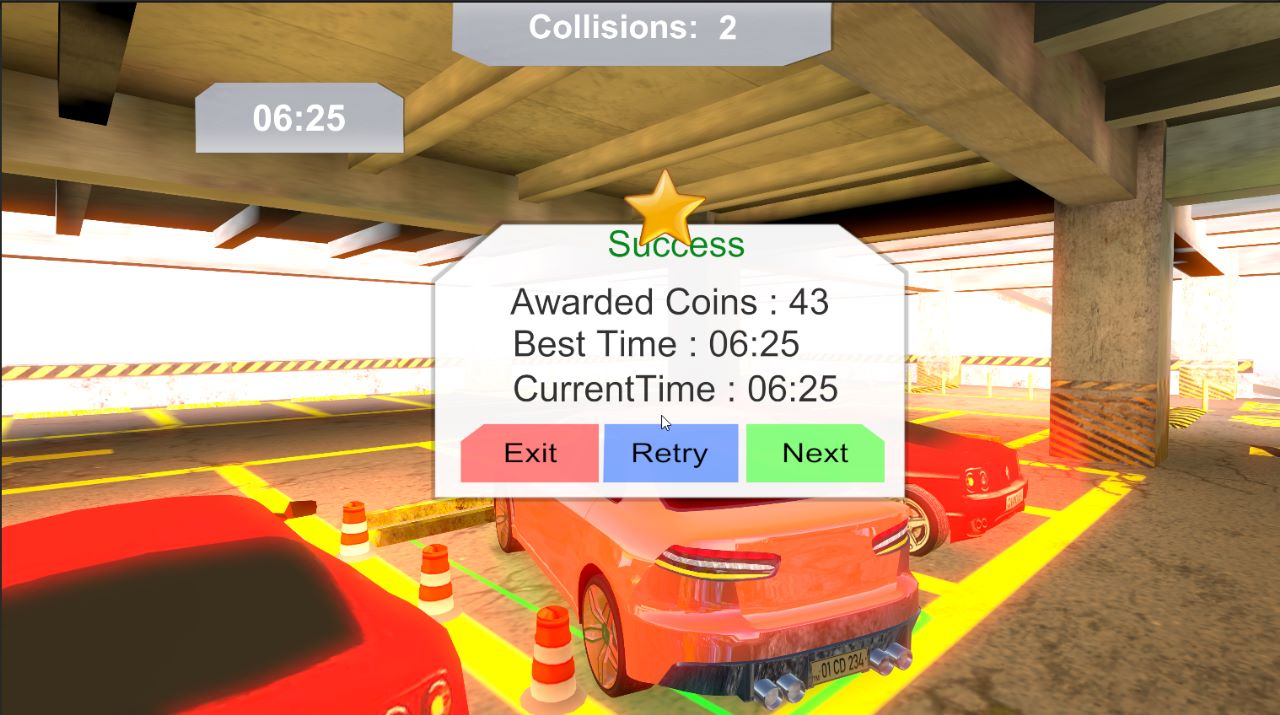 Collisions: 2
06:25
Success
Awarded Coins : 43
Best Time : 06:25
CurrentTime : 06:25
Exit
Retry
Next
01 CD 234